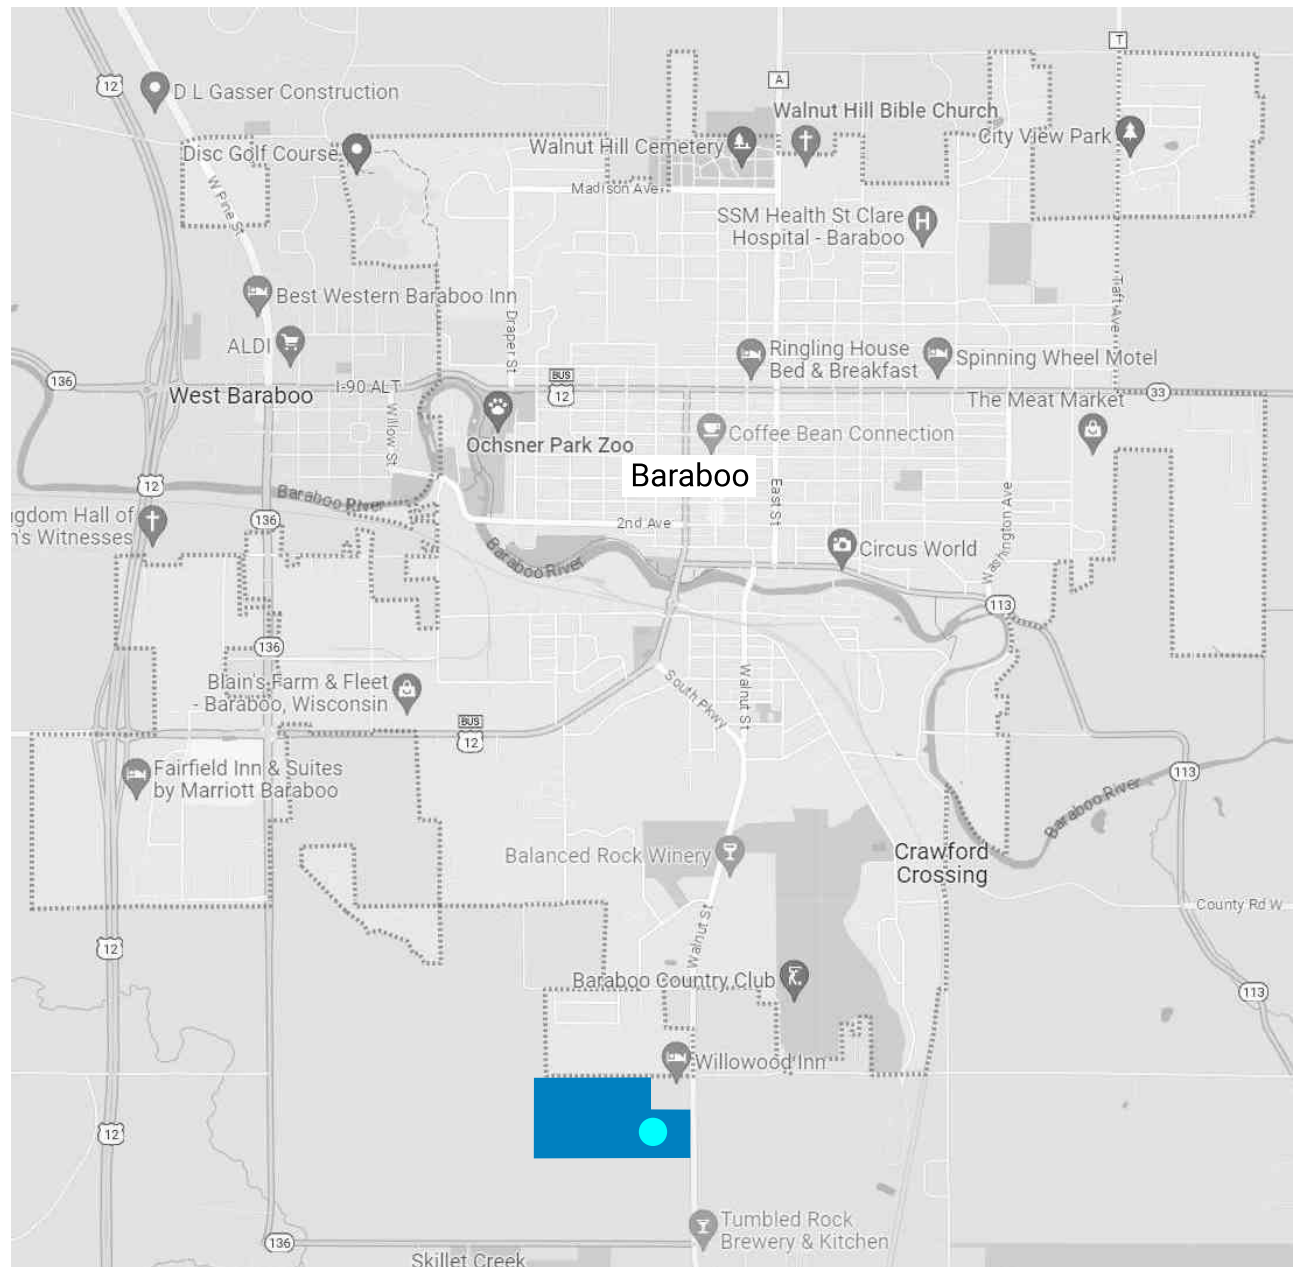 T
12
A
D L Gasser Construction
Walnut Hill Bible Church
City View Park
Disc Golf Course
Walnut Hill Cemetery
Madison Ave
W Pine St
SSM Health St Clare
Hospital - Baraboo
Best Western Baraboo Inn
Taft Ave
Draper St
ALDI
Ringling House
Bed & Breakfast
Spinning Wheel Motel
136
I-90 ALT
BUS
12
33
West Baraboo
The Meat Market
Willow St
Ochsner Park Zoo
Coffee Bean Connection
Baraboo
12
Baraboo River
East St
Washington Ave
gdom Hall of
n's Witnesses
136
2nd Ave
Baraboo River
Circus World
113
136
Blain's Farm & Fleet
- Baraboo, Wisconsin
South Pkwy
Walnut St
BUS
12
Fairfield Inn & Suites
by Marriott Baraboo
113
Baraboo River
Balanced Rock Winery
Crawford
Crossing
County Rd W
Walnut St
12
Baraboo Country Club
113
Willowood Inn
12
Tumbled Rock
Brewery & Kitchen
136
Skillet Creek